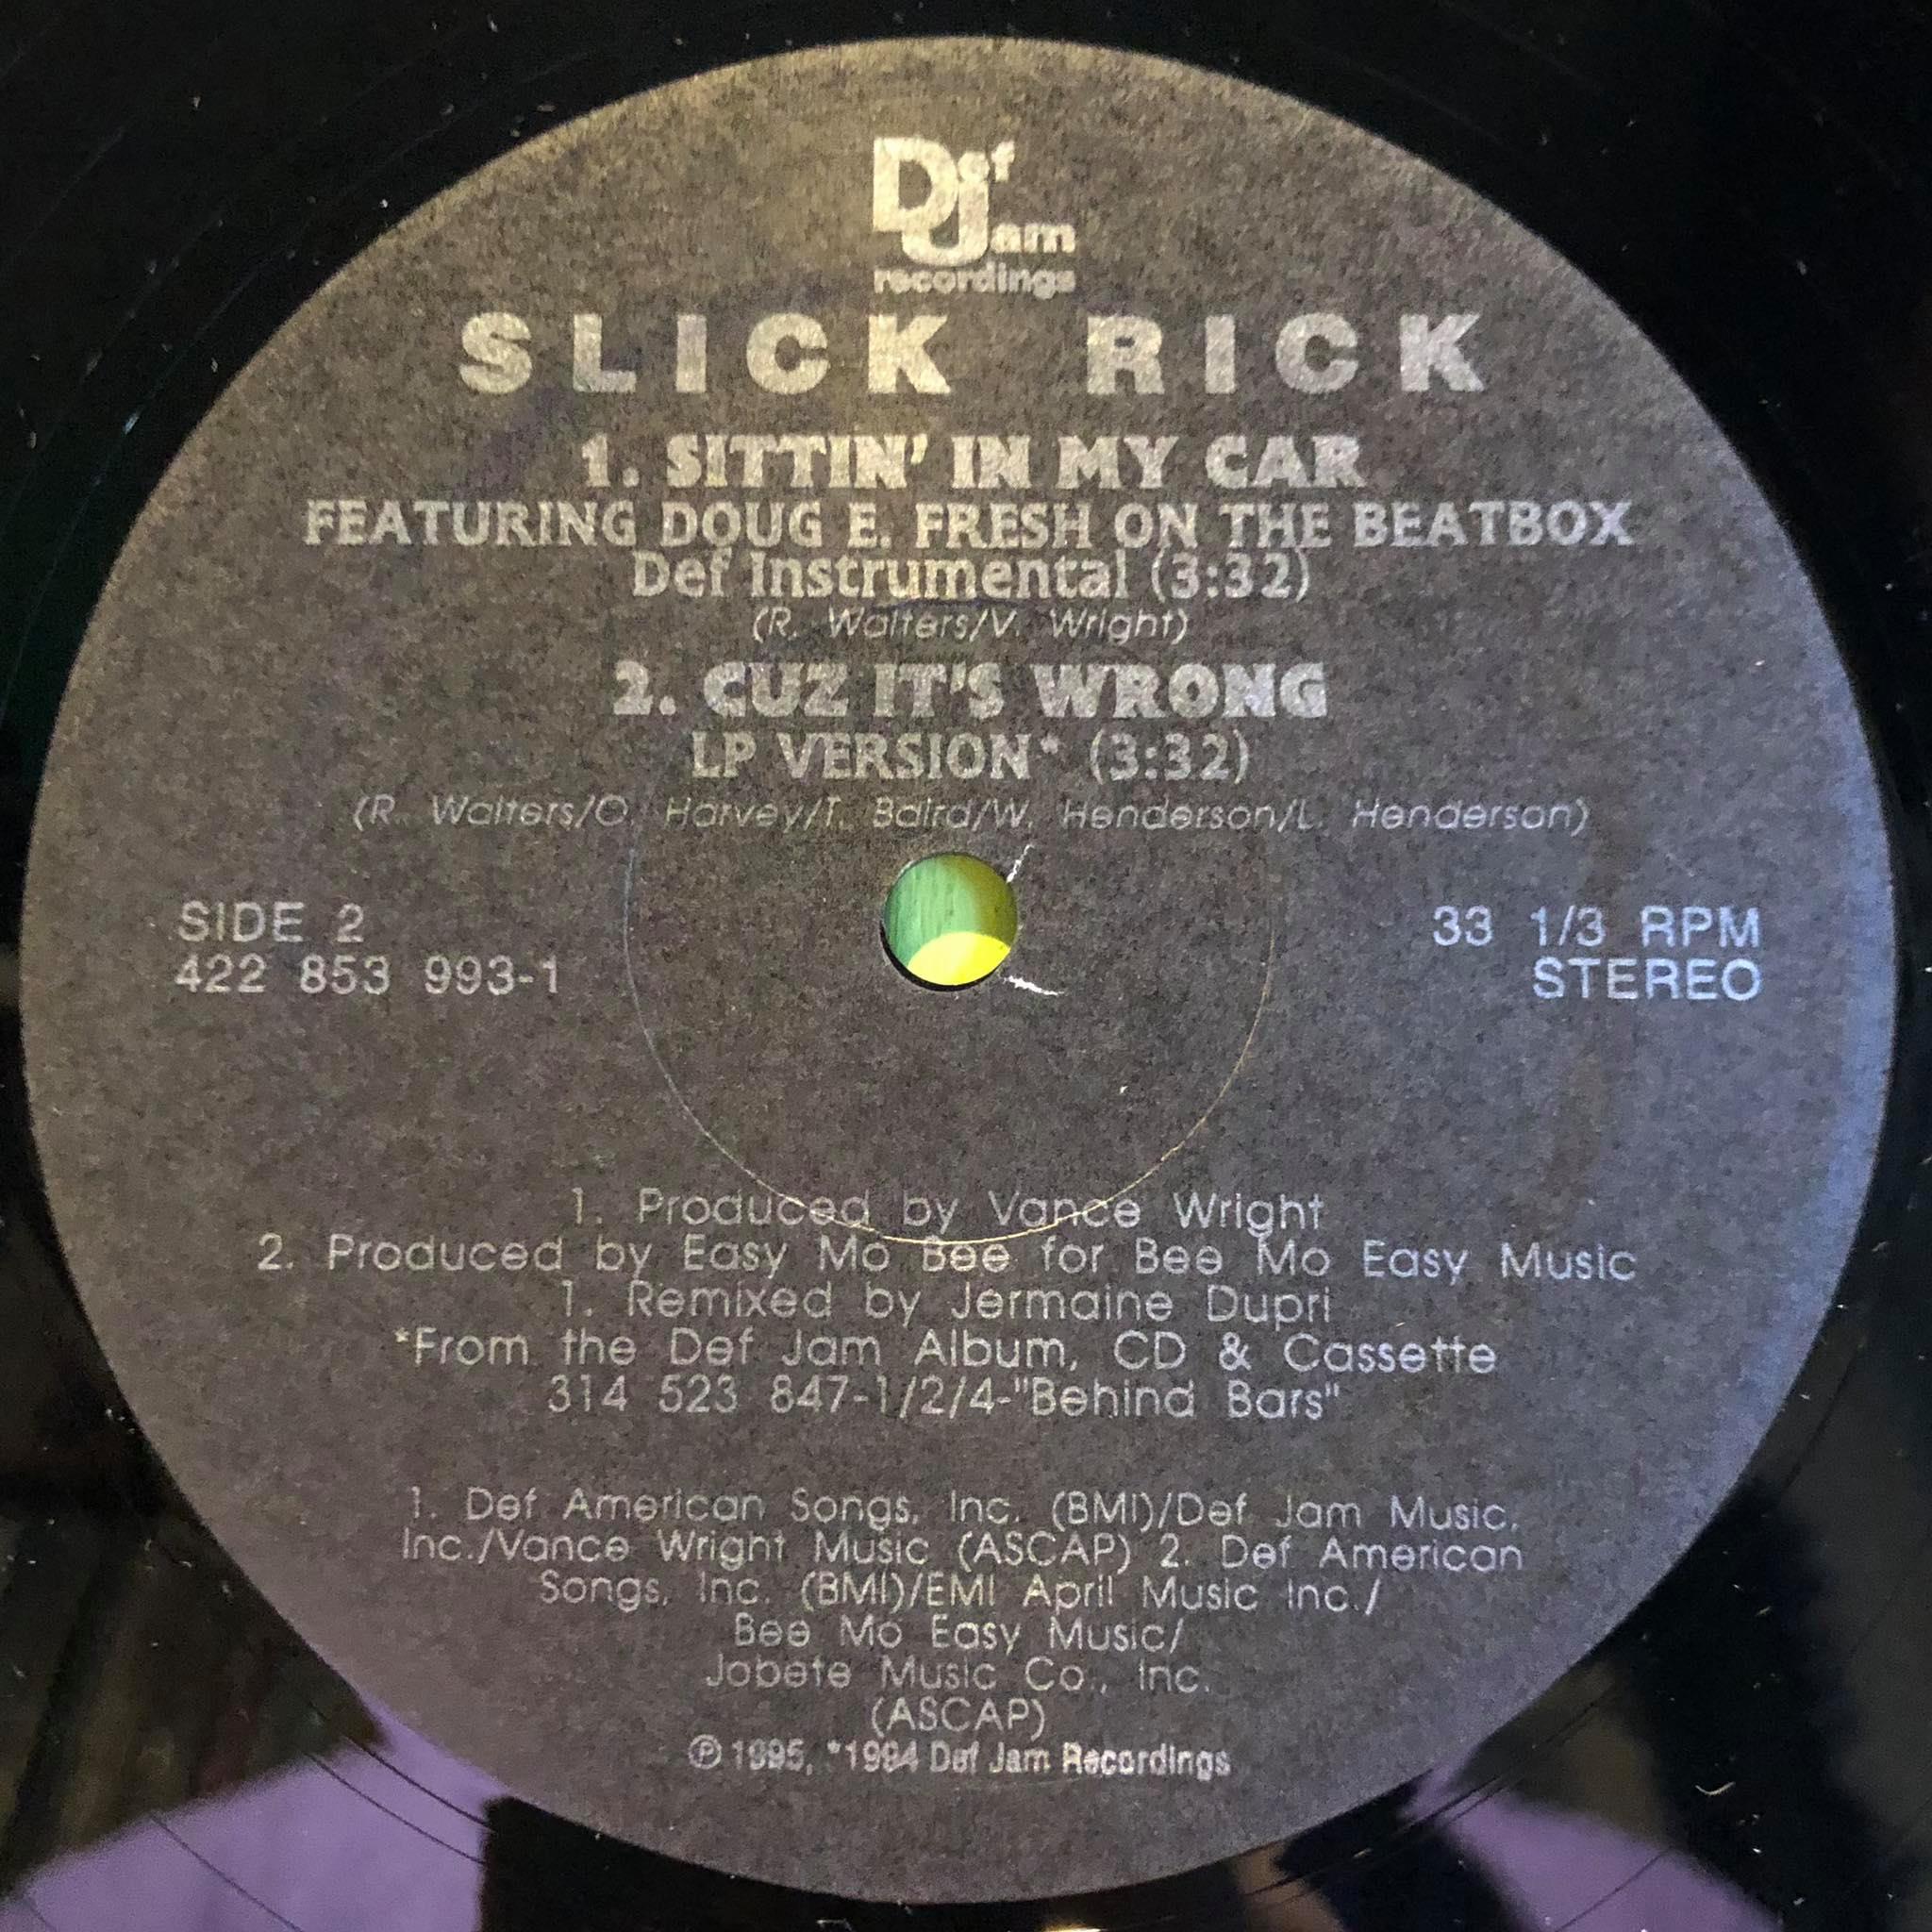 Def Jam
recordings
SLICK RICK
1. SITTIN' IN MY CAR
FEATURING DOUG E. FRESH ON THE BEATBOX
Def Instrumental (3:32)
(R. Walters/V. Wright)
2. CUZ IT'S WRONG
LP VERSION* (3:32)
(R. Walters/O. Harvey/T. Baird/W. Henderson/L. Henderson)
SIDE 2
422 853 993-1
33 1/3 RPM
STEREO
1. Produced by Vance Wright
2. Produced by Easy Mo Bee for Bee Mo Easy Music
1. Remixed by Jermaine Dupri
*From the Def Jam Album, CD & Cassette
314 523 847-1/2/4-"Behind Bars"
1. Def American Songs, Inc. (BMI)/Def Jam Music,
Inc./Vance Wright Music (ASCAP) 2. Def American
Songs, Inc. (BMI)/EMI April Music Inc./
Bee Mo Easy Music/
Jobete Music Co., Inc.
(ASCAP)
℗ 1995, *1994 Def Jam Recordings